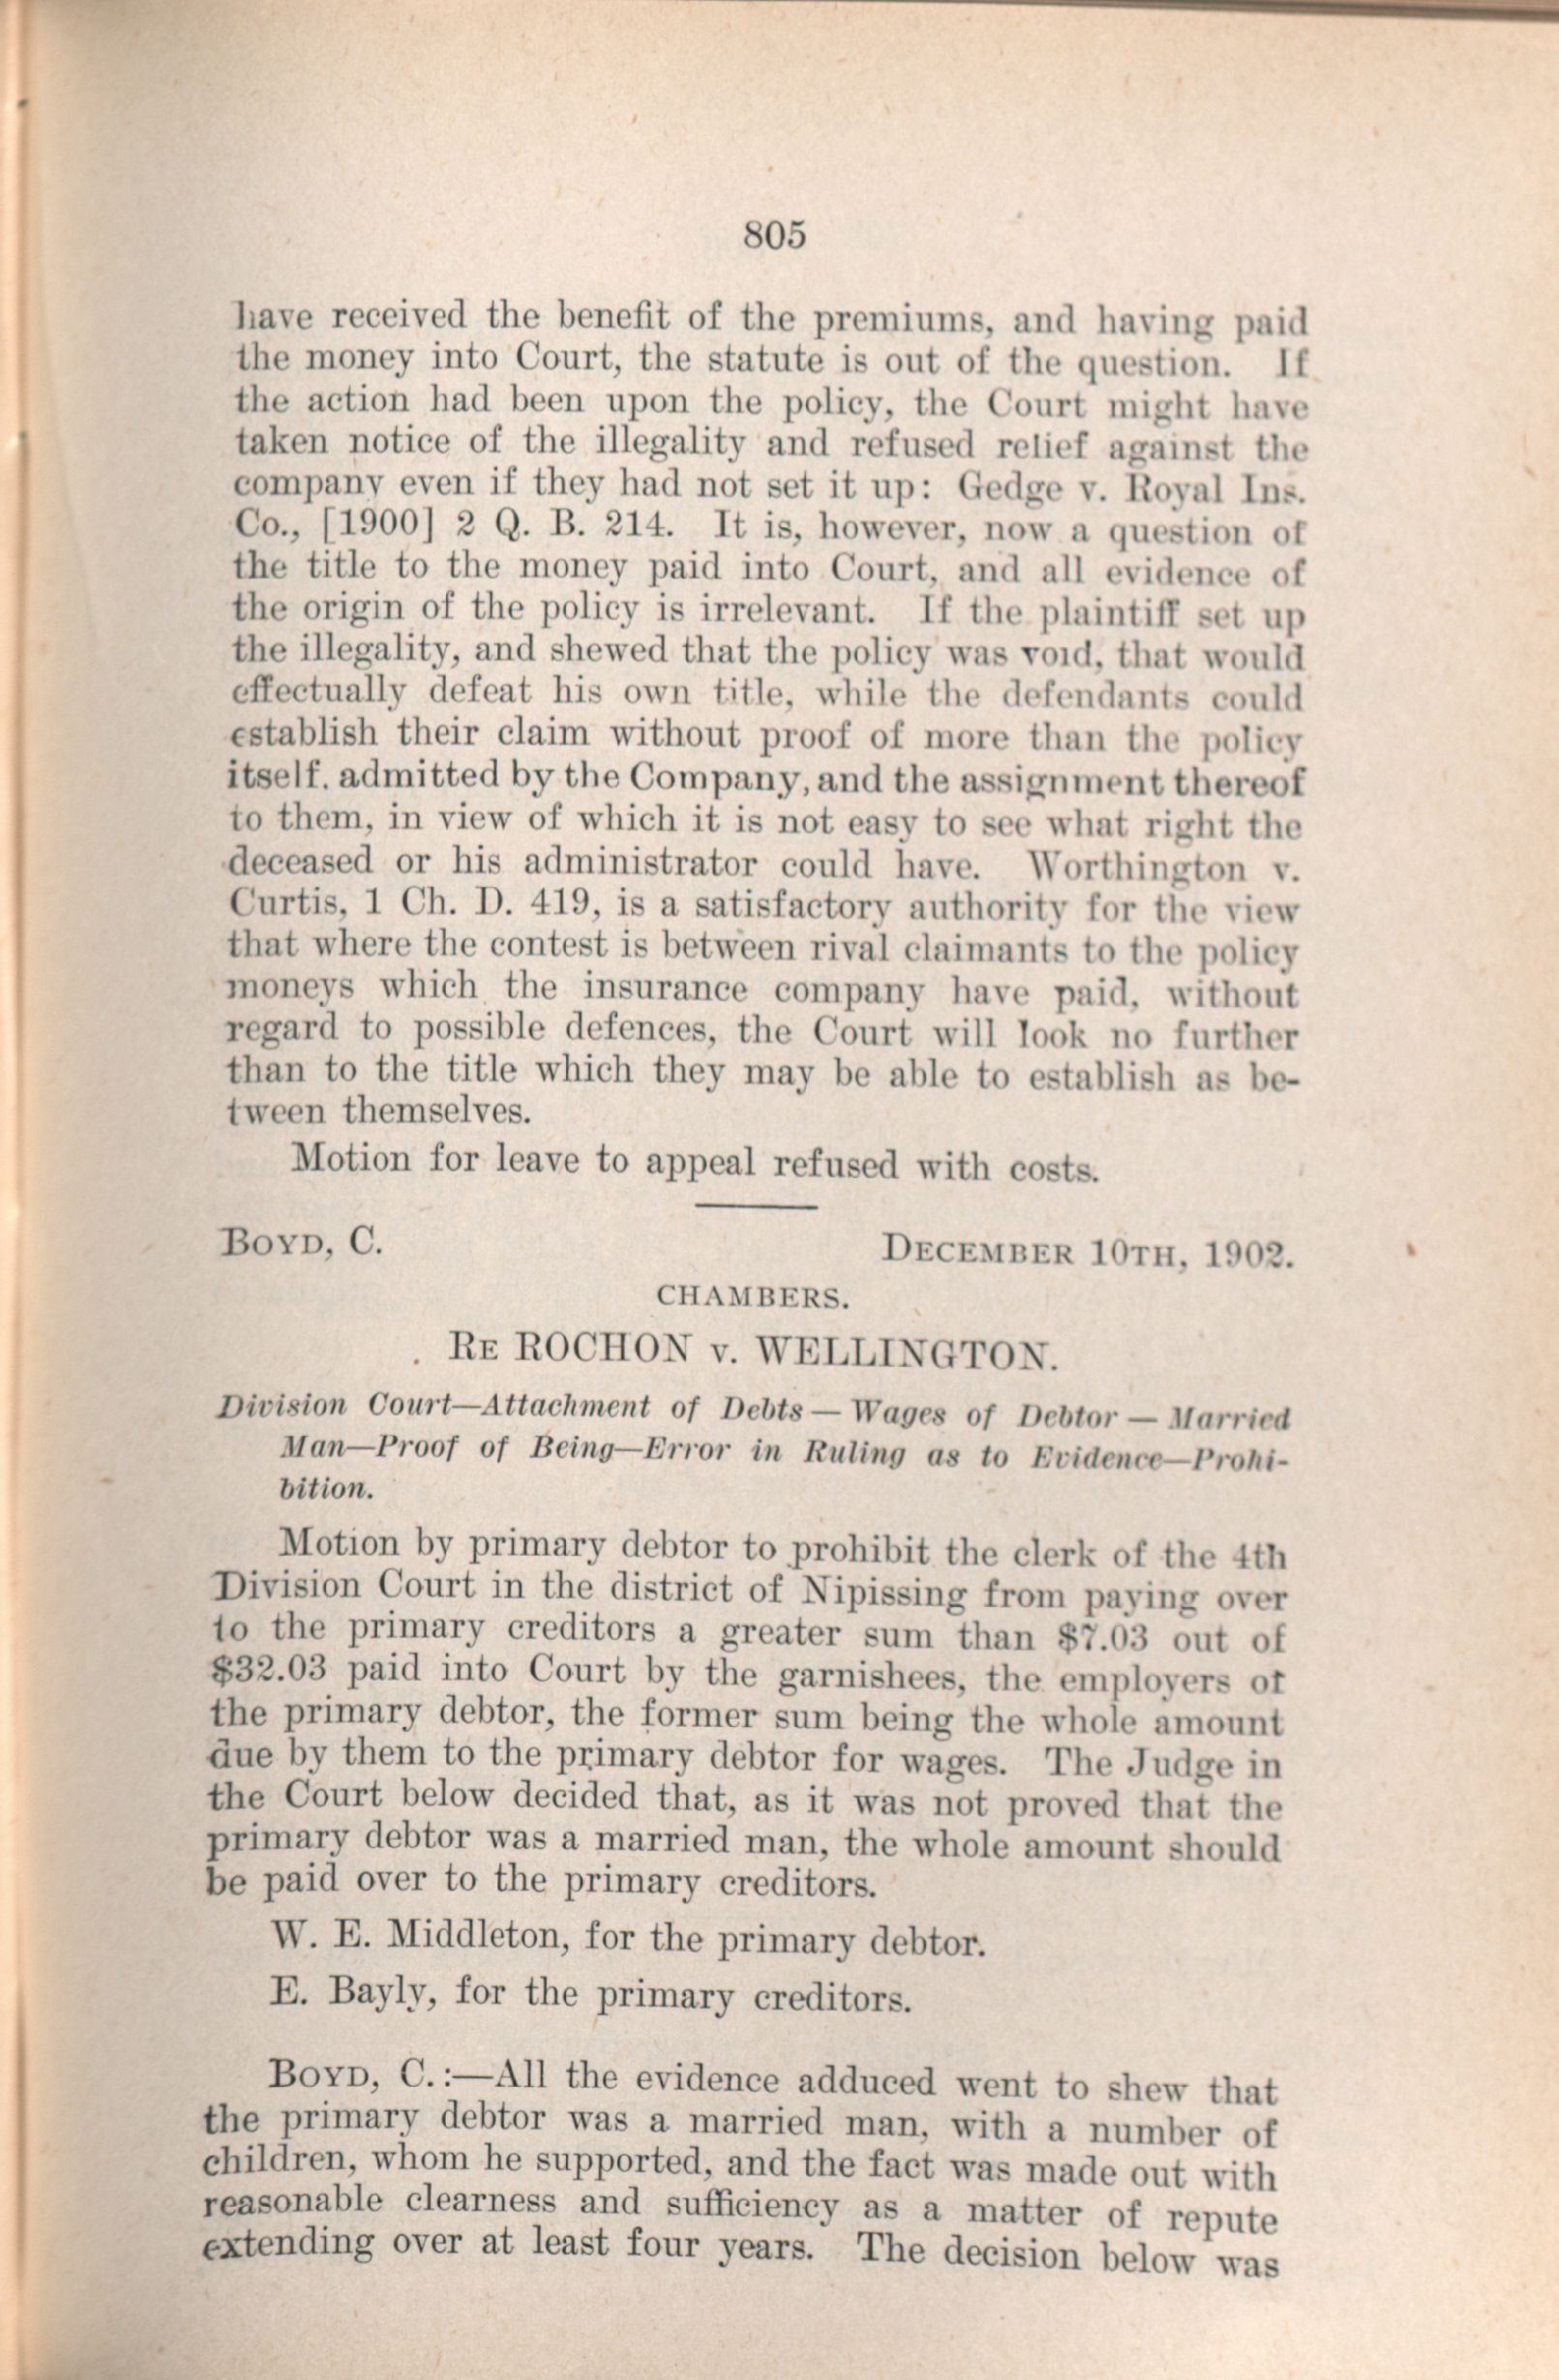 805
have received the benefit of the premiums, and having paid
the money into Court, the statute is out of the question. If
the action had been upon the policy, the Court might have
taken notice of the illegality and refused relief against the
company even if they had not set it up: Gedge v. Royal Ins.
Co., [1900] 2 Q. B. 214. It is, however, now a question of
the title to the money paid into Court, and all evidence of
the origin of the policy is irrelevant. If the plaintiff set up
the illegality, and shewed that the policy was void, that would
effectually defeat his own title, while the defendants could
establish their claim without proof of more than the policy
itself, admitted by the Company, and the assignment thereof
to them, in view of which it is not easy to see what right the
deceased or his administrator could have. Worthington v.
Curtis, 1 Ch. D. 419, is a satisfactory authority for the view
that where the contest is between rival claimants to the policy
moneys which the insurance company have paid, without
regard to possible defences, the Court will look no further
than to the title which they may be able to establish as be-
tween themselves.
Motion for leave to appeal refused with costs.
BOYD, C. DECEMBER 10TH, 1902.
CHAMBERS.
RE ROCHON v. WELLINGTON.
Division Court—Attachment of Debts — Wages of Debtor — Married
Man—Proof of Being—Error in Ruling as to Evidence—Prohi-
bition.
Motion by primary debtor to prohibit the clerk of the 4th
Division Court in the district of Nipissing from paying over
to the primary creditors a greater sum than $7.03 out of
$32.03 paid into Court by the garnishees, the employers of
the primary debtor, the former sum being the whole amount
due by them to the primary debtor for wages. The Judge in
the Court below decided that, as it was not proved that the
primary debtor was a married man, the whole amount should
be paid over to the primary creditors.
W. E. Middleton, for the primary debtor.
E. Bayly, for the primary creditors.
BOYD, C.:—All the evidence adduced went to shew that
the primary debtor was a married man, with a number of
children, whom he supported, and the fact was made out with
reasonable clearness and sufficiency as a matter of repute
extending over at least four years. The decision below was